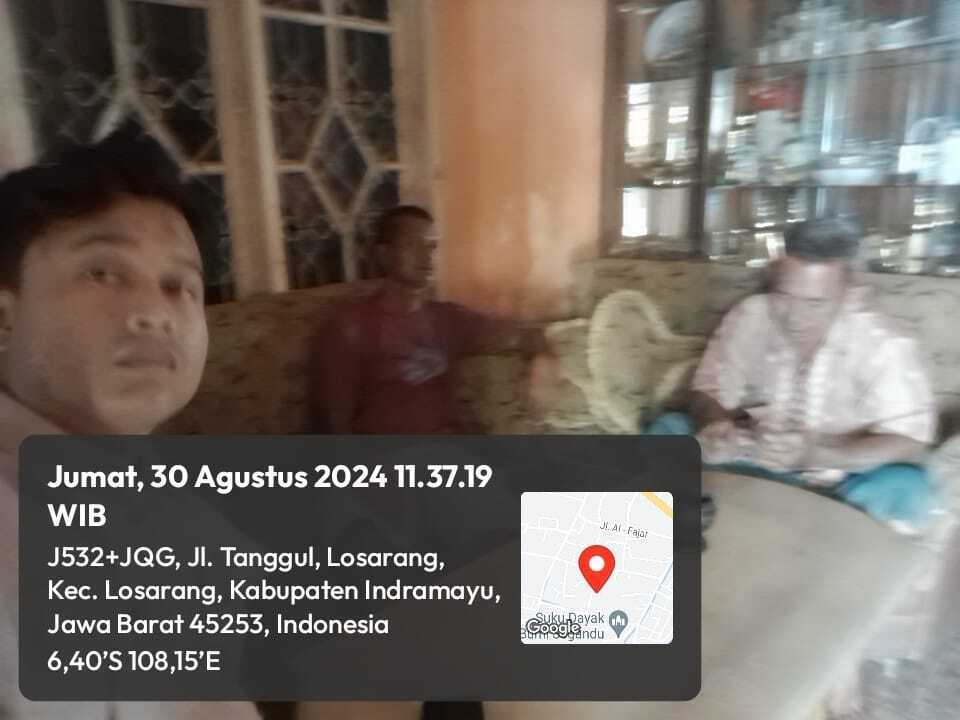 Jumat, 30 Agustus 2024 11.37.19
WIB
J532+JQG, Jl. Tanggul, Losarang,
Kec. Losarang, Kabupaten Indramayu,
Jawa Barat 45253, Indonesia
6,40’S 108,15’E
Jl. Al - Fajar
Suku Dayak
Bumi Segandu
Google